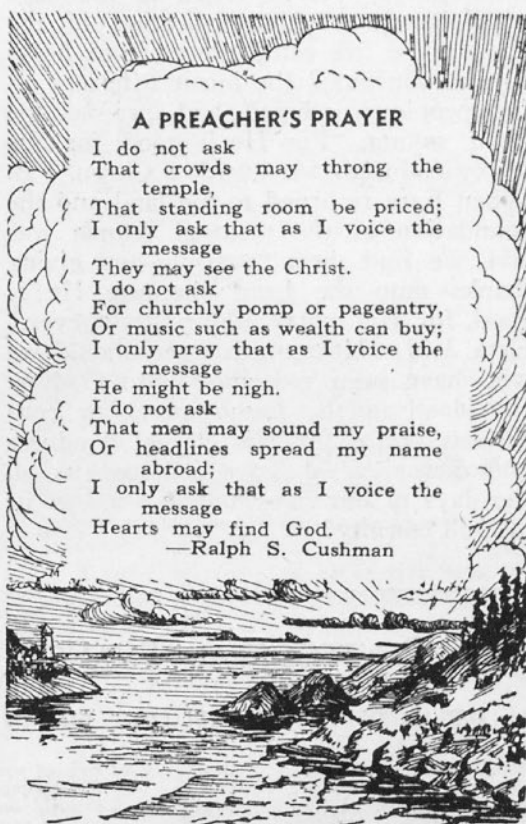 A PREACHER'S PRAYER
I do not ask
That crowds may throng the
temple,
That standing room be priced;
I only ask that as I voice the
message
They may see the Christ.
I do not ask
For churchly pomp or pageantry,
Or music such as wealth can buy;
I only pray that as I voice the
message
He might be nigh.
I do not ask
That men may sound my praise,
Or headlines spread my name
abroad;
I only ask that as I voice the
message
Hearts may find God.
—Ralph S. Cushman